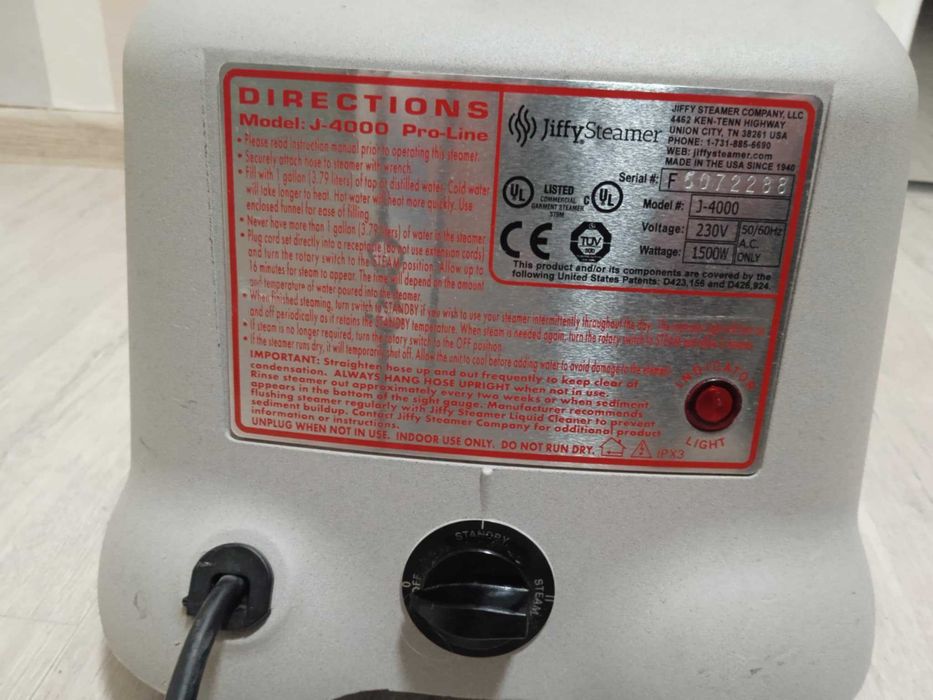 DIRECTIONS
Model: J-4000 Pro-Line
• Please read instruction manual prior to operating this steamer.
• Securely attach hose to steamer with wrench.
• Fill with 1 gallon (3.79 liters) of tap or distilled water. Cold water
will take longer to heat. Hot water will heat more quickly. Use
enclosed funnel for ease of filling.
• Never have more than 1 gallon (3.79 liters) of water in the steamer
• Plug cord set directly into a receptacle (do not use extension cords)
and turn the rotary switch to the STEAM position. Allow up to
16 minutes for steam to appear. The time will depend on the amount
and temperature of water poured into the steamer.
• When finished steaming, turn switch to STANDBY if you wish to use your steamer intermittently throughout the day.
and off periodically as it retains the STANDBY temperature. When steam is needed again, turn the rotary switch to STEAM
• If steam is no longer required, turn the rotary switch to the OFF position.
• If the steamer runs dry, it will temporarily shut off. Allow the unit to cool before adding water to avoid damage to the steamer.
IMPORTANT: Straighten hose up and out frequently to keep clear of
condensation. ALWAYS HANG HOSE UPRIGHT when not in use.
Rinse steamer out approximately every two weeks or when sediment
appears in the bottom of the sight gauge. Manufacturer recommends
flushing steamer regularly with Jiffy Steamer Liquid Cleaner to prevent
sediment buildup. Contact Jiffy Steamer Company for additional product
information or instructions.
UNPLUG WHEN NOT IN USE. INDOOR USE ONLY. DO NOT RUN DRY. IPX3
Jiffy Steamer
JIFFY STEAMER COMPANY, LLC
4462 KEN-TENN HIGHWAY
UNION CITY, TN 38261 USA
PHONE: 1-731-885-6690
WEB: jiffysteamer.com
MADE IN THE USA SINCE 1940
Serial #: F 5072288
UL LISTED C UL
COMMERCIAL
GARMENT STEAMER
57BM
Model #: J-4000
CE TUV
Voltage: 230V 50/60Hz
A.C.
ONLY
Wattage: 1500W
This product and/or its components are covered by the
following United States Patents: D423,156 and D426,924.
INDICATOR
LIGHT
STANDBY
0
OFF
II
STEAM